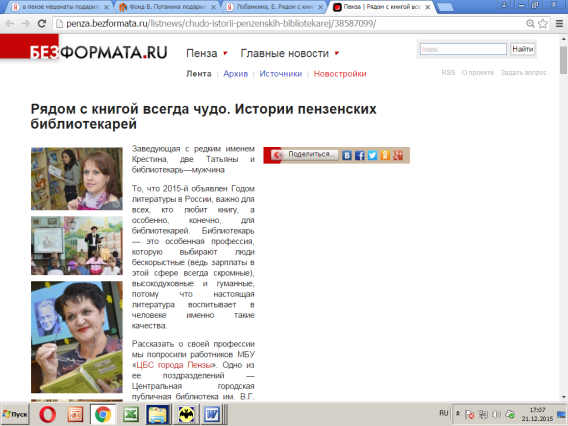 в пензе меценаты подарил
Фонд В. Потанина подарил
Лобанкина, Е. Рядом с книг
Пенза | Рядом с книгой все
penza.bezformata.ru/listnews/chudo-istorii-penzenskih-bibliotekarej/38587099/
БЕЗФОРМАТА.RU
Пенза
Главные новости
Найти
Лента | Архив | Источники | Новостройки
RSS О проекте Задать вопрос
Рядом с книгой всегда чудо. Истории пензенских
библиотекарей
Заведующая с редким именем
Крестина, две Татьяны и
библиотекарь—мужчина
Поделиться...
То, что 2015-й объявлен Годом
литературы в России, важно для
всех, кто любит книгу, а
особенно, конечно, для
библиотекарей. Библиотекарь
— это особенная профессия,
которую выбирают люди
бескорыстные (ведь зарплаты в
этой сфере всегда скромные),
высокодуховные и гуманные,
потому что настоящая
литература воспитывает в
человеке именно такие
качества.
Рассказать о своей профессии
мы попросили работников МБУ
«ЦБС города Пензы». Одно из
ее поздразделений —
Центральная городская
публичная библиотека им. В.Г.
Пуск
RU
17:07
21.12.2015